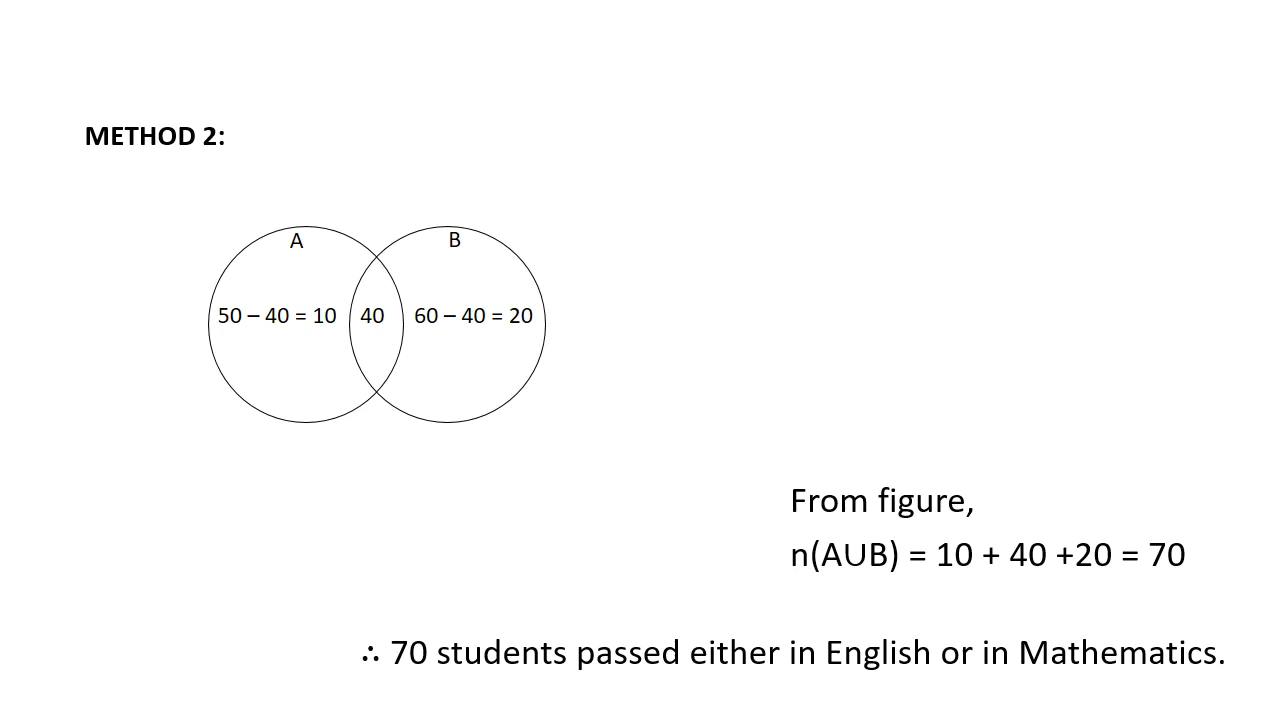 METHOD 2:
A B
50 – 40 = 10 40 60 – 40 = 20
From figure,
n(A∪B) = 10 + 40 +20 = 70
∴ 70 students passed either in English or in Mathematics.